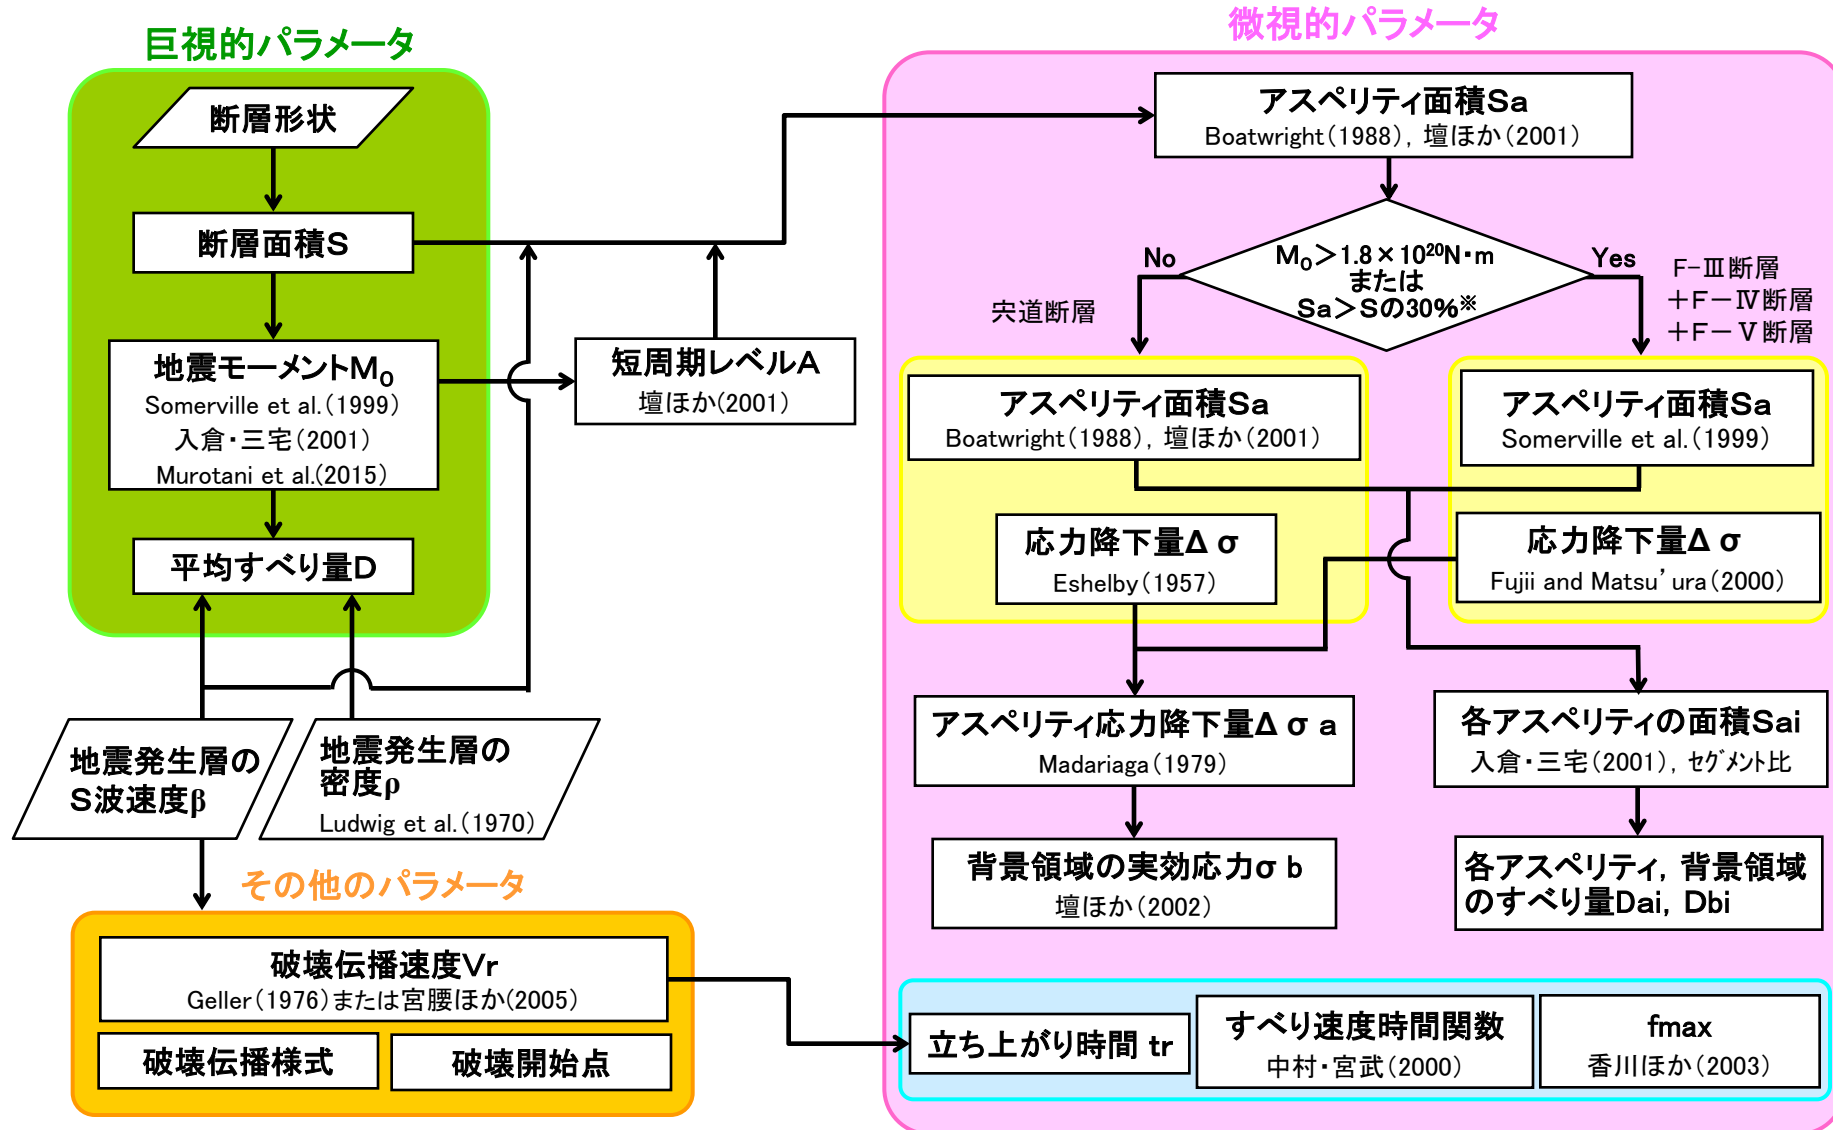 巨視的パラメータ
断層形状
断層面積S
地震モーメントM₀
Somerville et al.(1999)
入倉・三宅(2001)
Murotani et al.(2015)
平均すべり量D
短周期レベルA
壇ほか(2001)
地震発生層の
S波速度β
地震発生層の
密度ρ
Ludwig et al.(1970)
その他のパラメータ
破壊伝播速度Vr
Geller(1976)または宮腰ほか(2005)
破壊伝播様式
破壊開始点
微視的パラメータ
アスペリティ面積Sa
Boatwright(1988), 壇ほか(2001)
M₀＞1.8×10²⁰N・m
または
Sa＞Sの30%※
No
Yes
宍道断層
F-Ⅲ断層
＋F－Ⅳ断層
＋F－Ⅴ断層
アスペリティ面積Sa
Boatwright(1988), 壇ほか(2001)
アスペリティ面積Sa
Somerville et al.(1999)
応力降下量Δσ
Eshelby(1957)
応力降下量Δσ
Fujii and Matsu’ura(2000)
アスペリティ応力降下量Δσa
Madariaga(1979)
各アスペリティの面積Sai
入倉・三宅(2001), ｾｸﾞﾒﾝﾄ比
背景領域の実効応力σb
壇ほか(2002)
各アスペリティ, 背景領域
のすべり量Dai, Dbi
立ち上がり時間 tr
すべり速度時間関数
中村・宮武(2000)
fmax
香川ほか(2003)